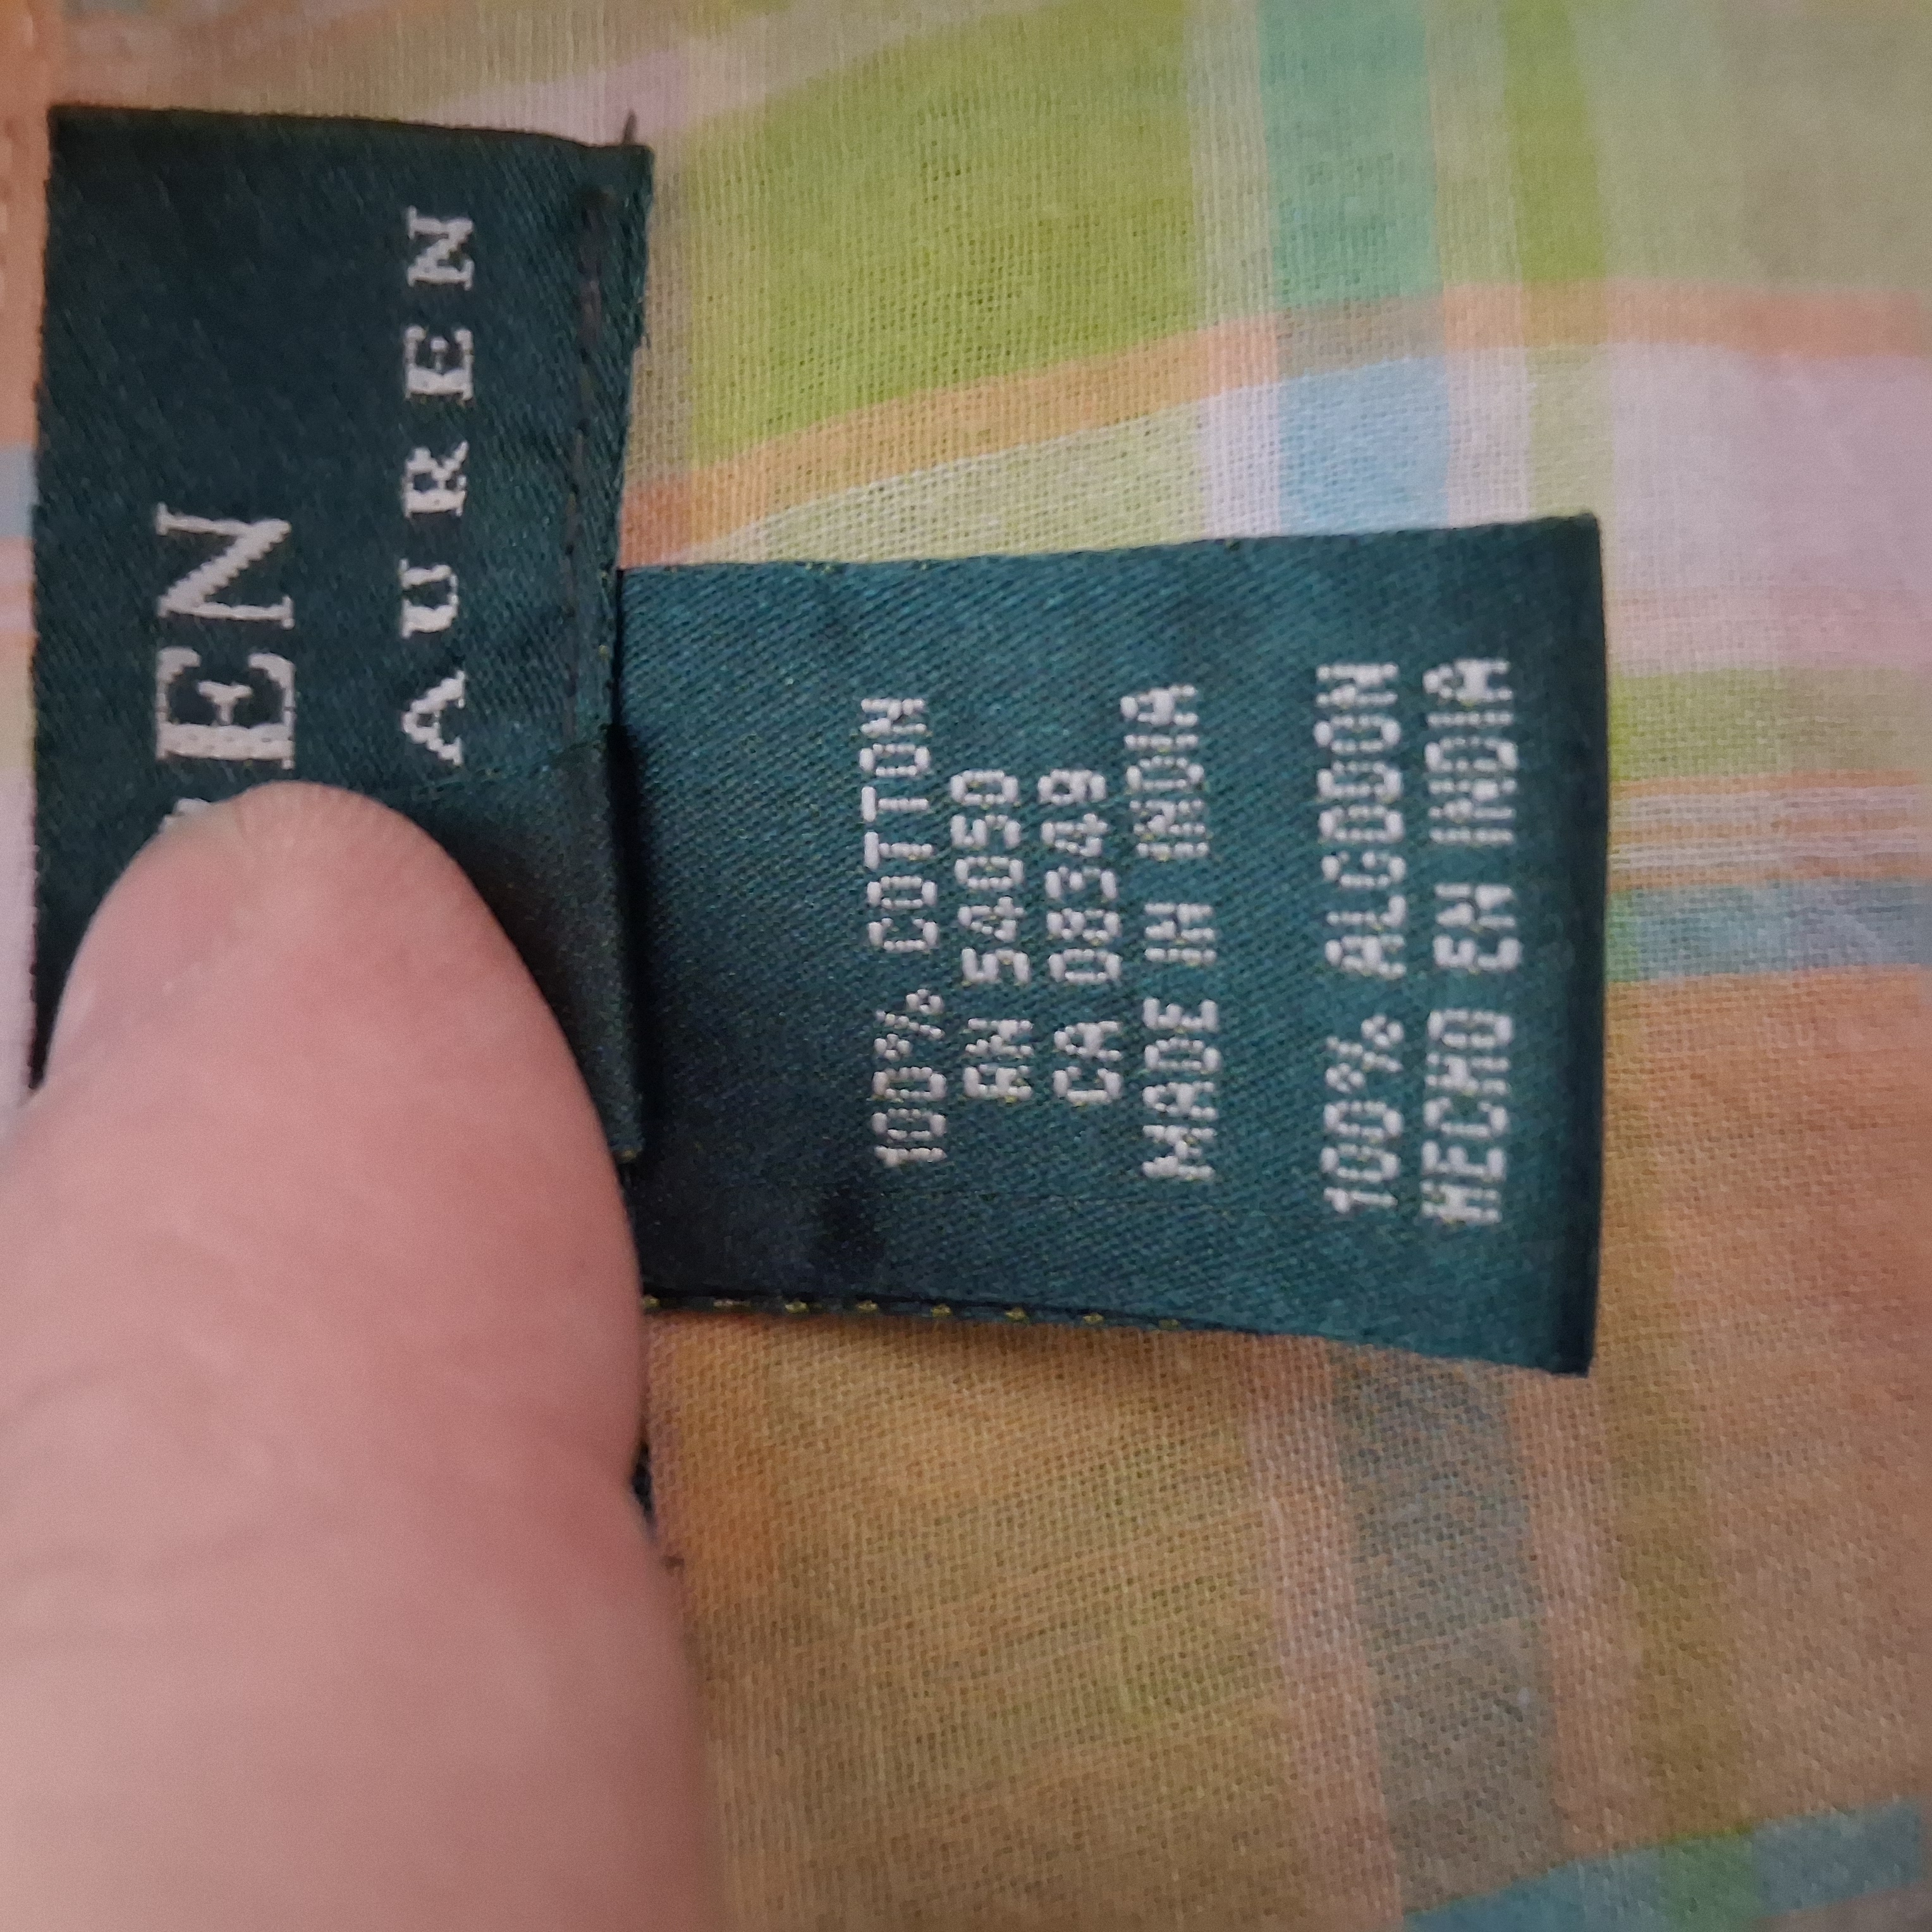 EN
AUREN
100% COTTON
RN 54050
CA 08349
MADE IN INDIA
100% ALGODON
HECHO EN INDIA